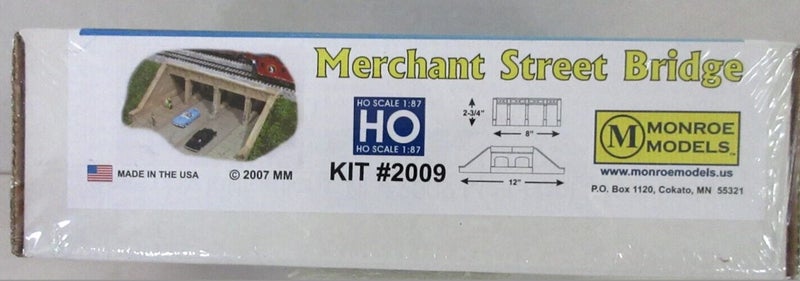 Merchant Street Bridge
HO SCALE 1:87
HO
HO SCALE 1:87
KIT #2009
2-3/4"
8"
12"
M MONROE
MODELS™
www.monroemodels.us
P.O. Box 1120, Cokato, MN 55321
MADE IN THE USA
© 2007 MM